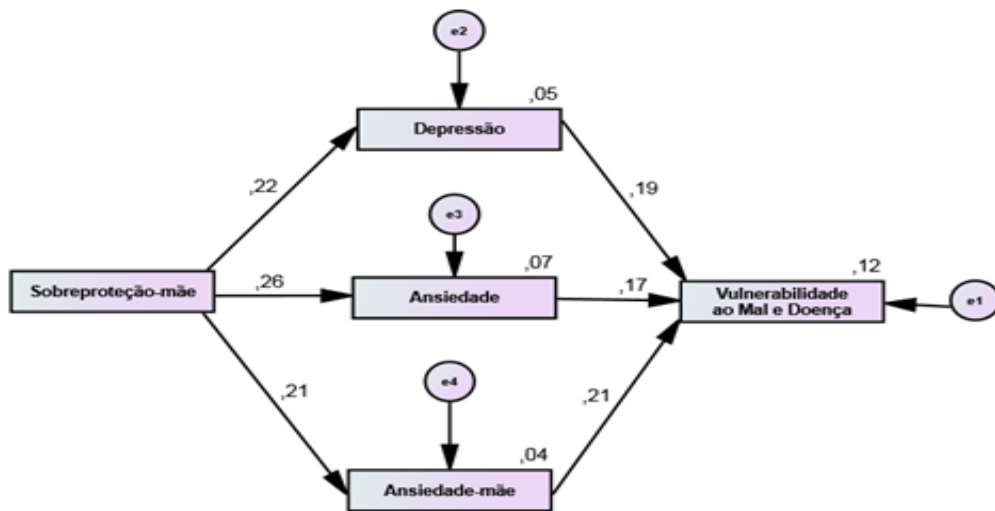 e2
,05
Depressão
,22
,19
e3
,07
,12
Sobreproteção-mãe
,26
Ansiedade
,17
Vulnerabilidade
ao Mal e Doença
e1
e4
,21
,21
,04
Ansiedade-mãe